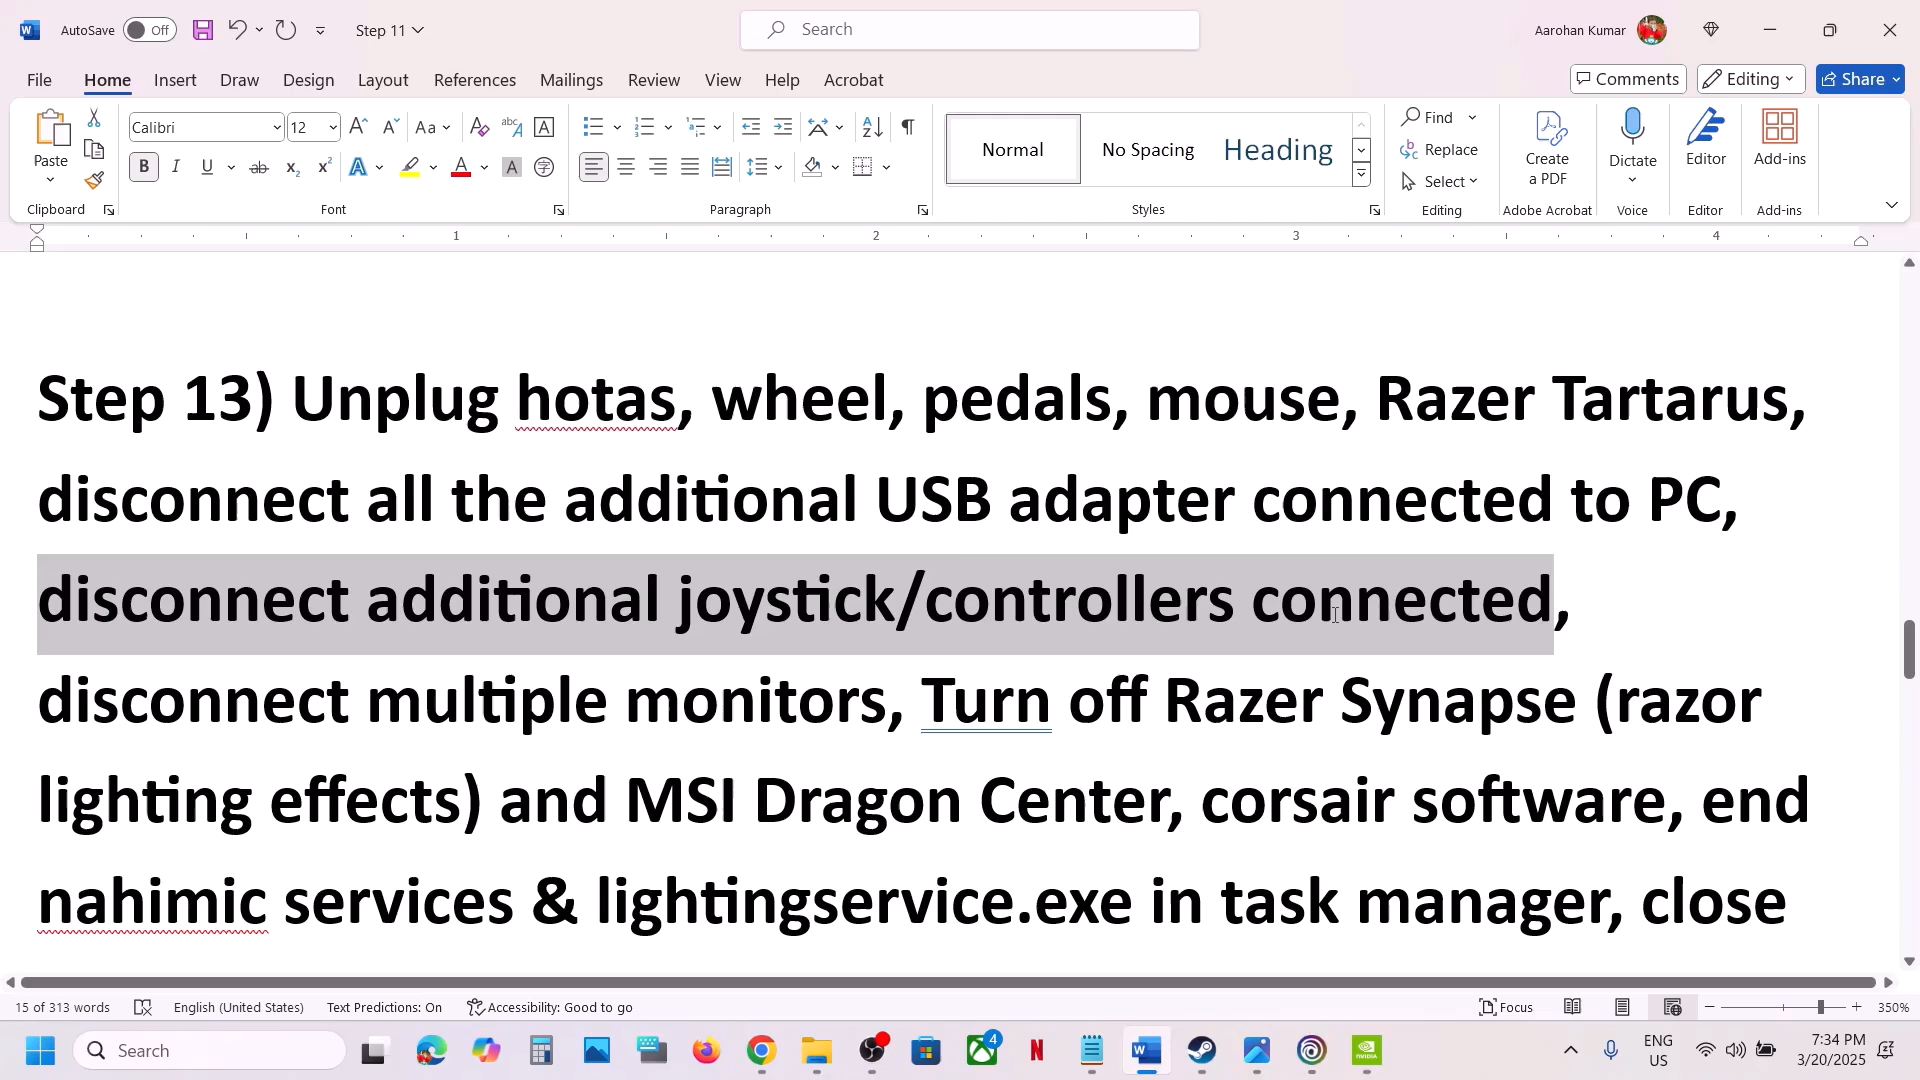 AutoSave Off Step 11 Search Aarohan Kumar
File Home Insert Draw Design Layout References Mailings Review View Help Acrobat Comments Editing Share
Paste Calibri 12 Aa Normal No Spacing Heading Find Replace Select Create a PDF Dictate Editor Add-ins
Clipboard Font Paragraph Styles Editing Adobe Acrobat Voice Editor Add-ins
1 2 3 4
Step 13) Unplug hotas, wheel, pedals, mouse, Razer Tartarus,
disconnect all the additional USB adapter connected to PC,
disconnect additional joystick/controllers connected,
disconnect multiple monitors, Turn off Razer Synapse (razor
lighting effects) and MSI Dragon Center, corsair software, end
nahimic services & lightingservice.exe in task manager, close
15 of 313 words English (United States) Text Predictions: On Accessibility: Good to go Focus 350%
Search 4 ENG US 7:34 PM 3/20/2025